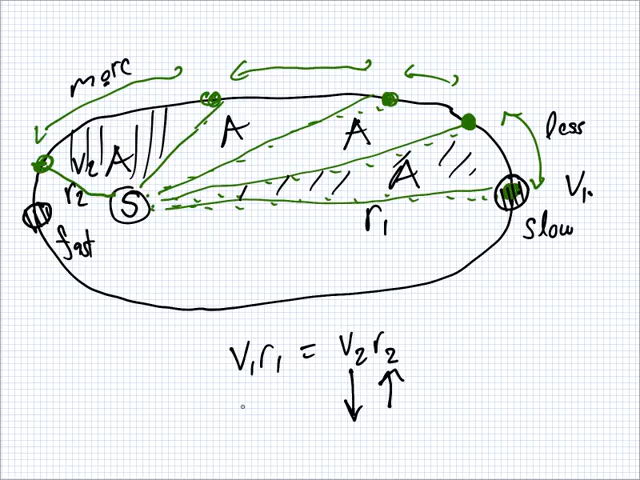 more
less
A
A
V2 A
A
r2
S
r1
V1
fast
slow
V1r1 = V2r2